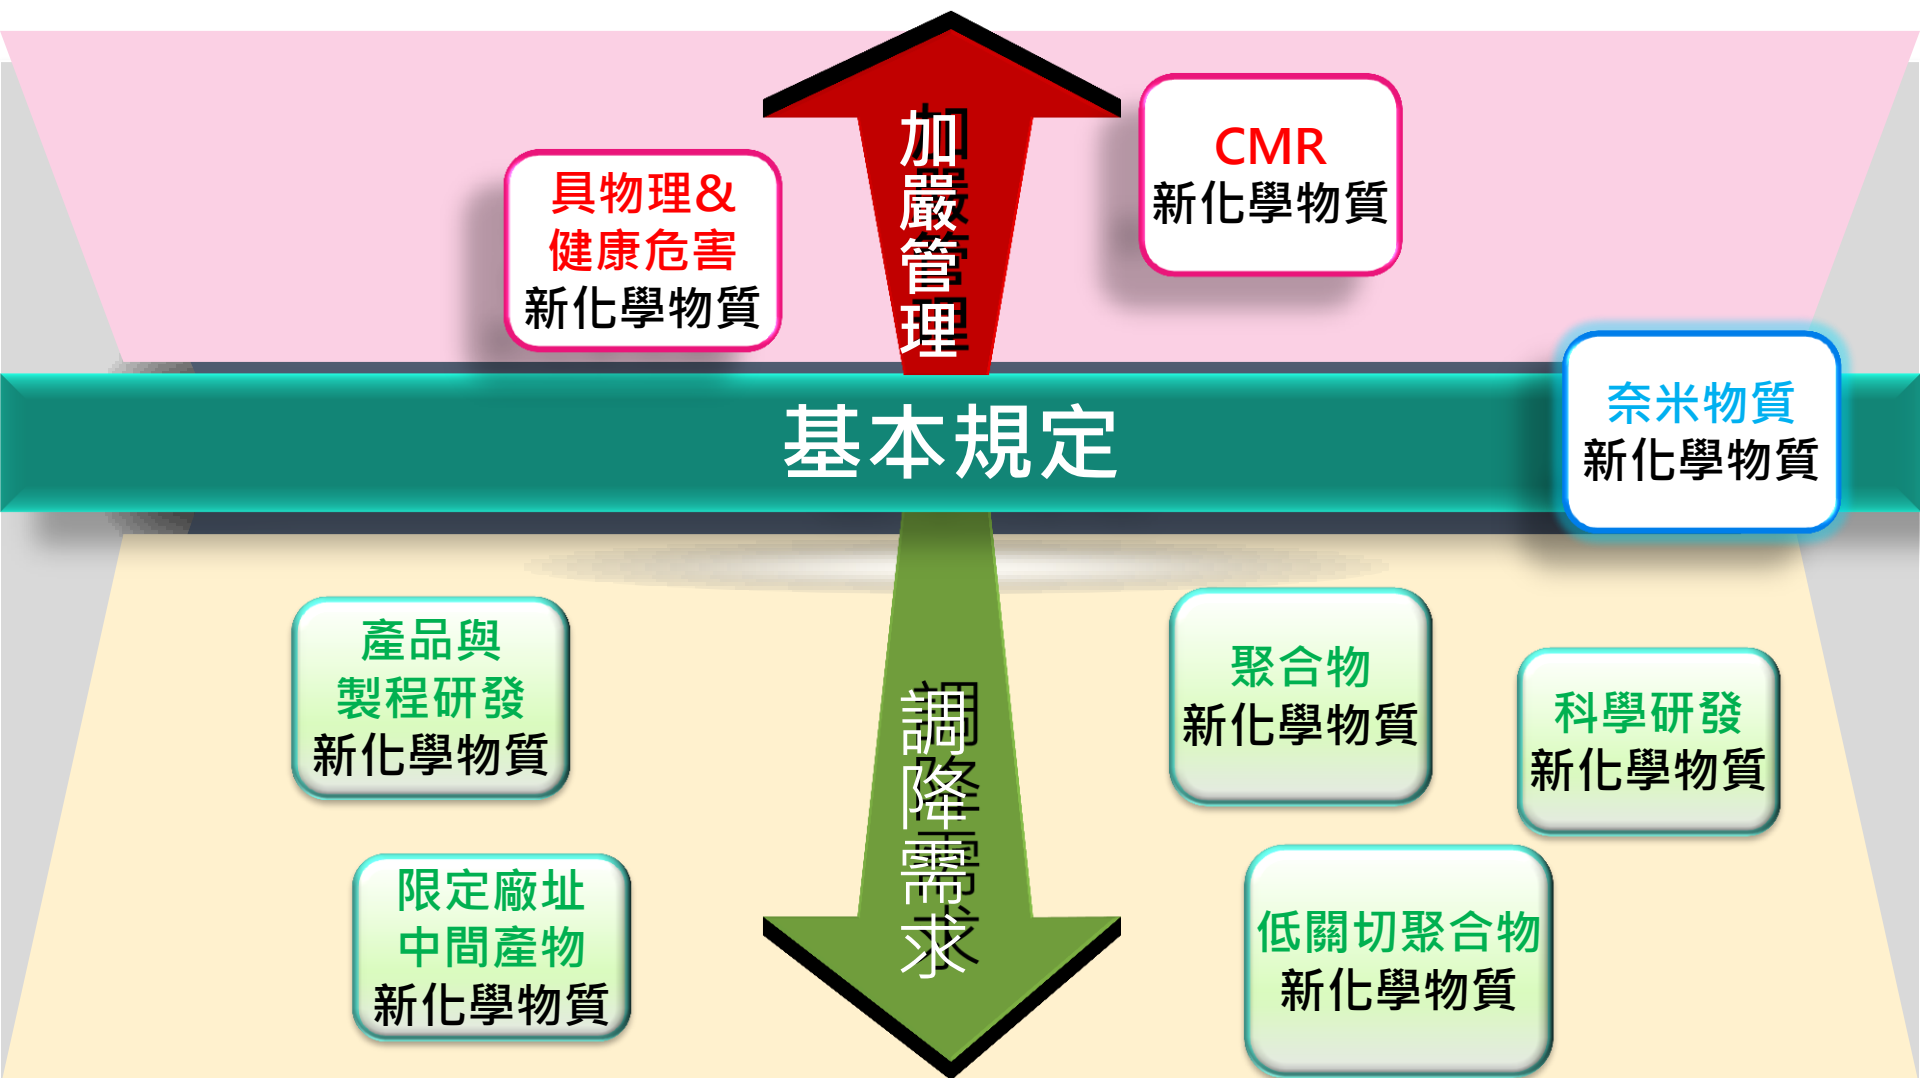 加嚴管理
CMR
新化學物質
具物理&
健康危害
新化學物質
基本規定
奈米物質
新化學物質
產品與
製程研發
新化學物質
調降需求
聚合物
新化學物質
科學研發
新化學物質
限定廠址
中間產物
新化學物質
低關切聚合物
新化學物質